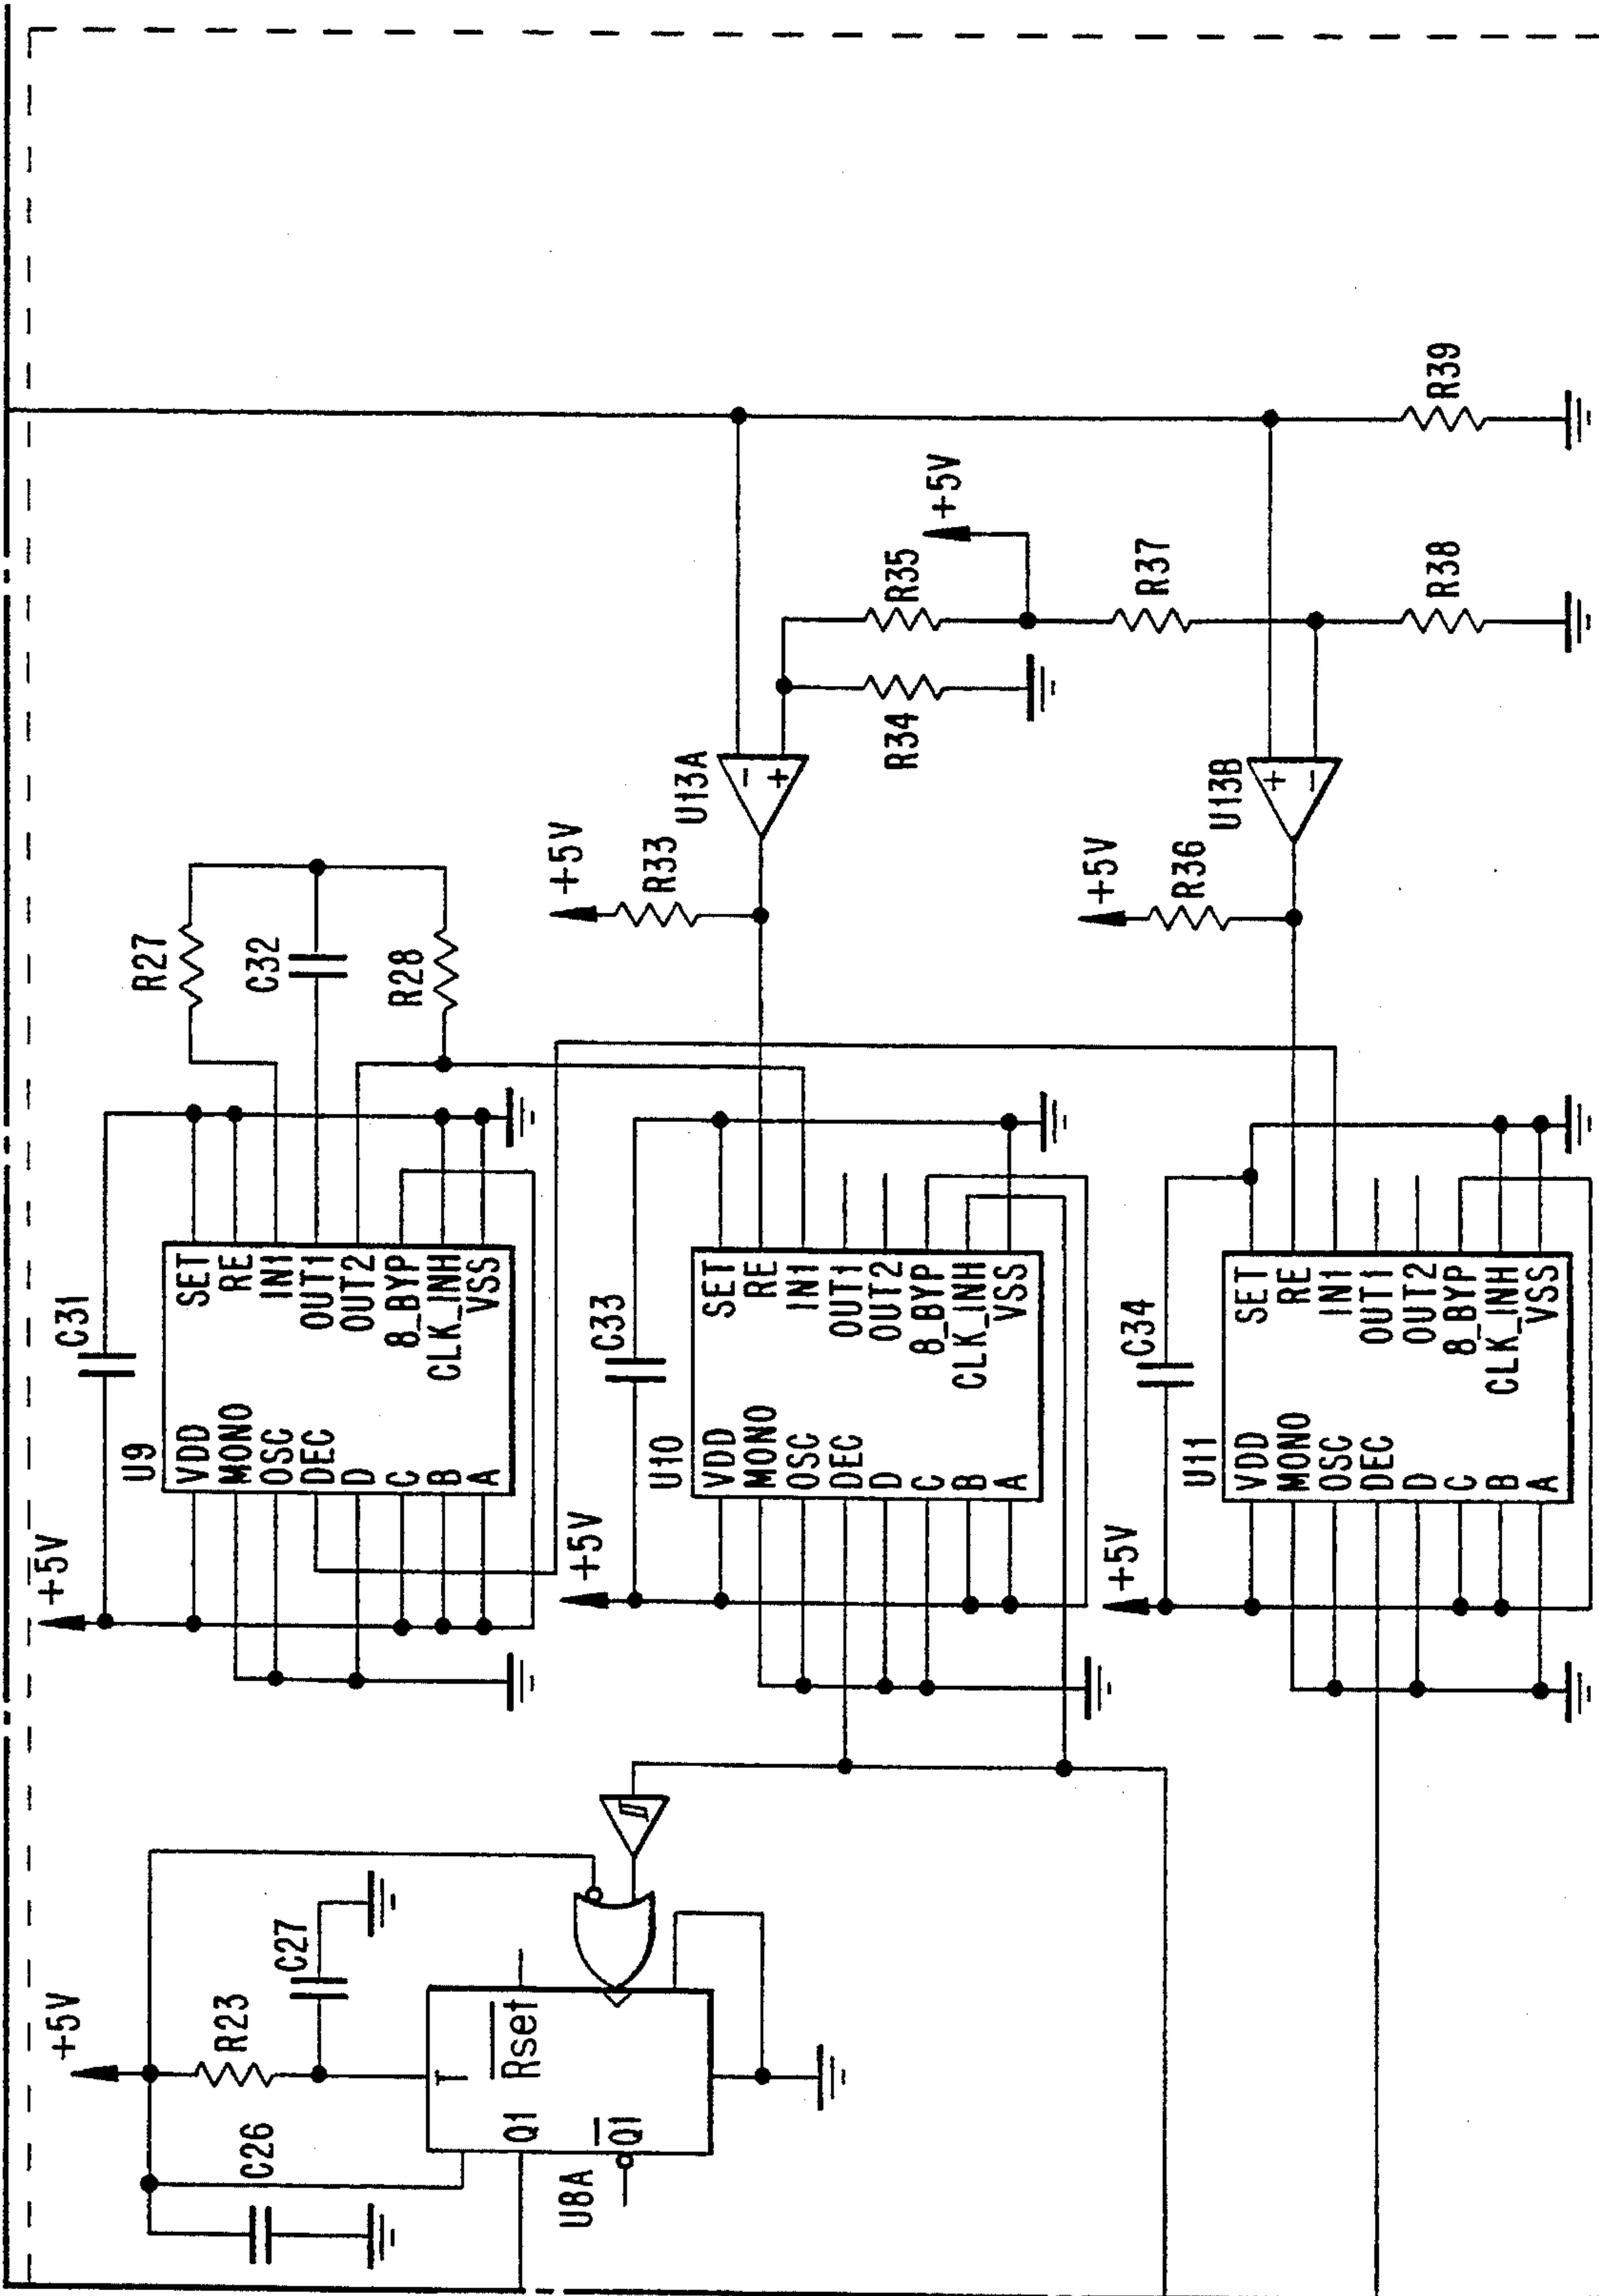 R39
+5V
R35
R37
R38
R34
U13A
U13B
+5V
R33
+5V
R36
R27
C32
R28
C31
SET
RE
IN1
OUT1
OUT2
8_BYP
CLK_INH
VSS
U9
VDD
MONO
OSC
DEC
D
C
B
A
+5V
C33
SET
RE
IN1
OUT1
OUT2
8_BYP
CLK_INH
VSS
U10
VDD
MONO
OSC
DEC
D
C
B
A
+5V
C34
SET
RE
IN1
OUT1
OUT2
8_BYP
CLK_INH
VSS
U11
VDD
MONO
OSC
DEC
D
C
B
A
+5V
+5V
R23
C27
C26
T
Rset
Q1
Q1
U8A
-
+
+
-